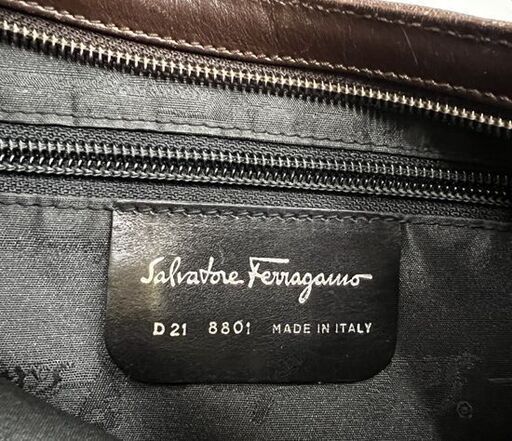 Salvatore Ferragamo
D21 8801 MADE IN ITALY